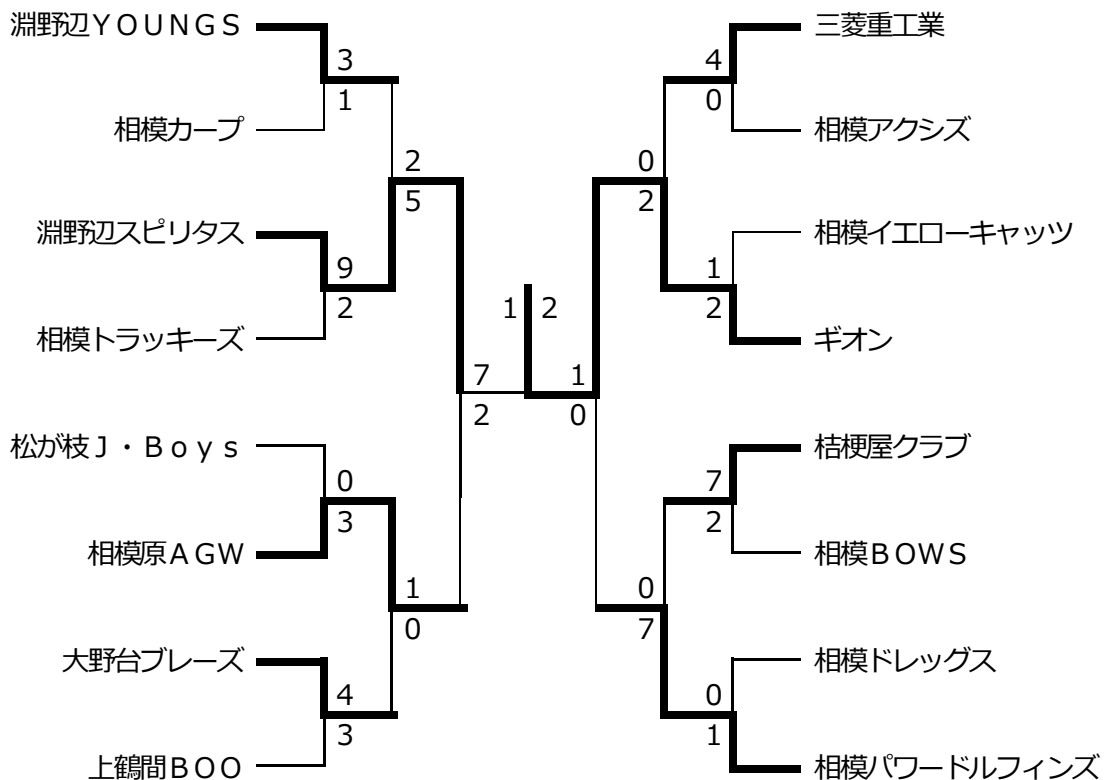 淵野辺ＹＯＵＮＧＳ
3
1
相模カープ
2
5
淵野辺スピリタス
9
2
相模トラッキーズ
7
2
松が枝Ｊ・Ｂｏｙｓ
0
3
相模原ＡＧＷ
1
0
大野台ブレーズ
4
3
上鶴間ＢＯＯ
1 2
三菱重工業
4
0
相模アクシズ
0
2
相模イエローキャッツ
1
2
ギオン
1
0
桔梗屋クラブ
7
2
相模ＢＯＷＳ
0
7
相模ドレッグス
0
1
相模パワードルフィンズ